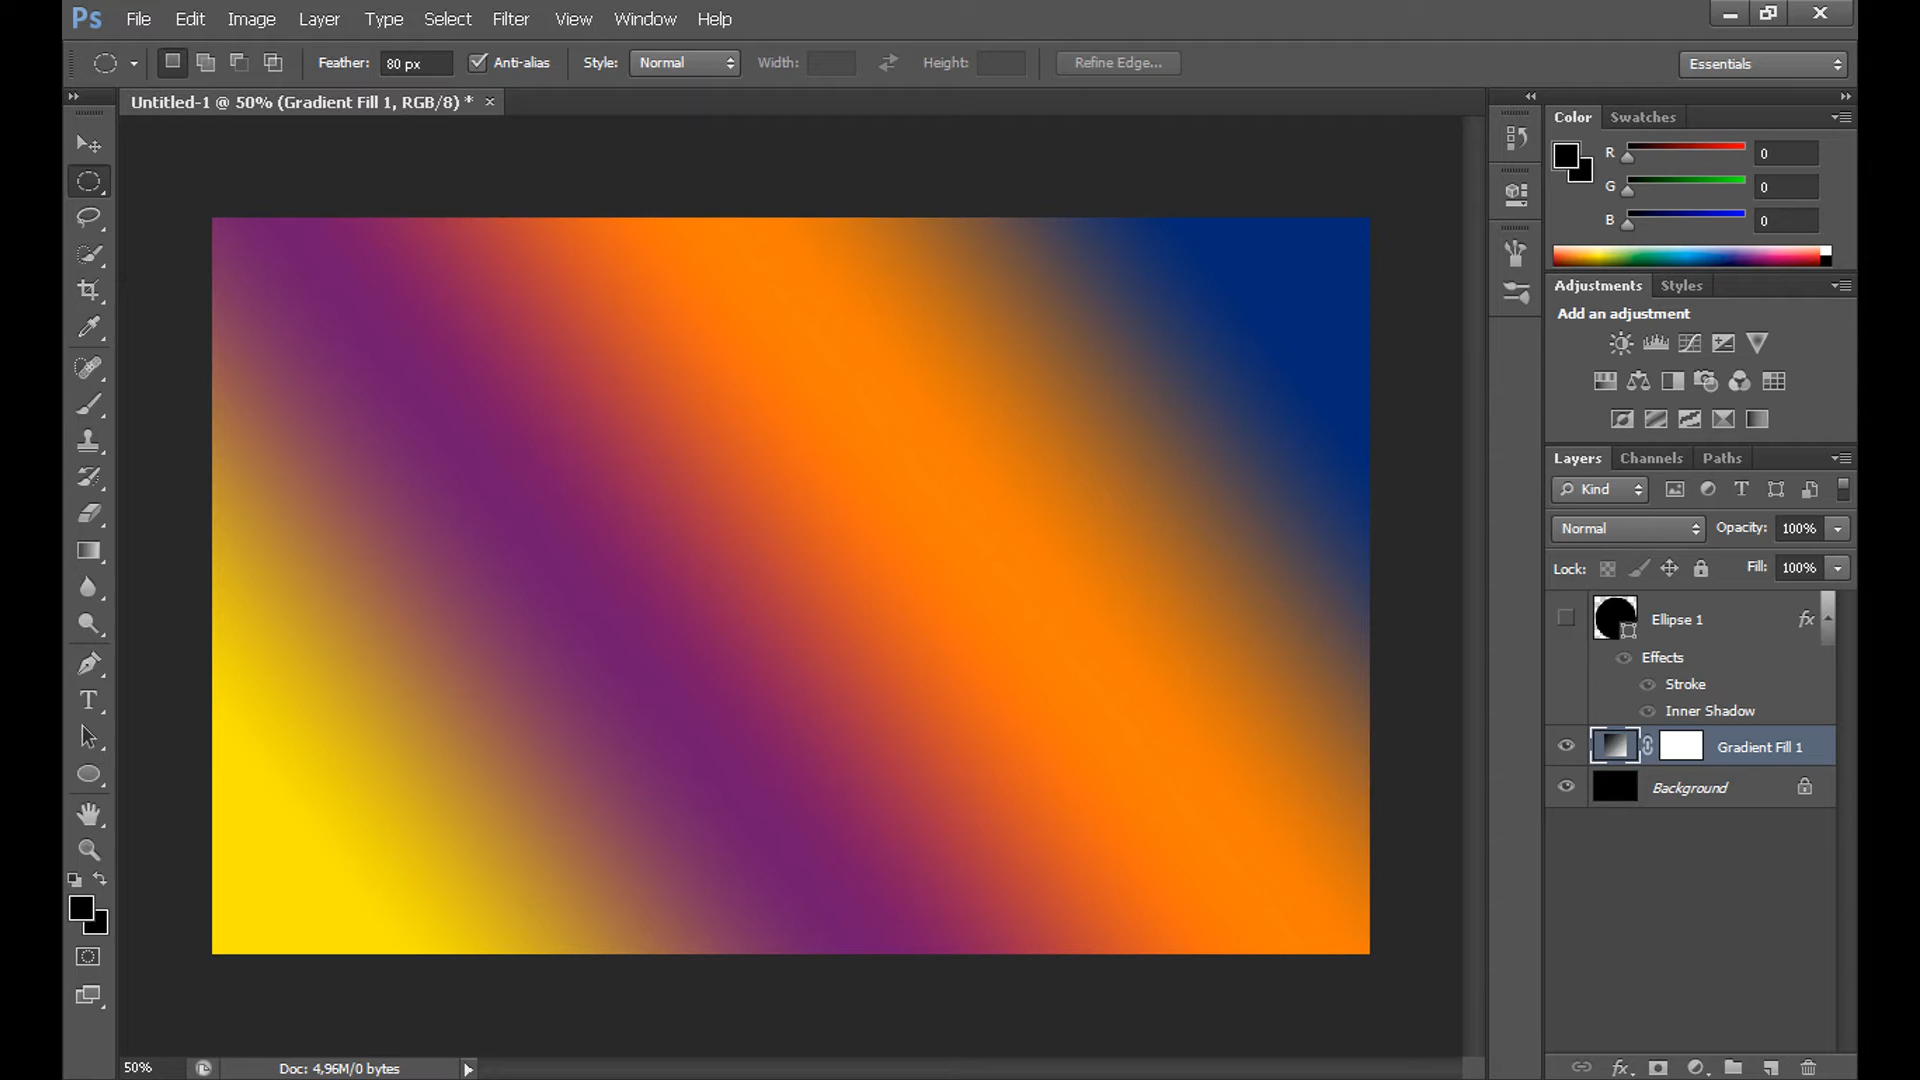 Ps File Edit Image Layer Type Select Filter View Window Help
Feather: 80 px Anti-alias Style: Normal Width: Height: Refine Edge... Essentials
Untitled-1 @ 50% (Gradient Fill 1, RGB/8) * ×
Color Swatches
R 0
G 0
B 0
Adjustments Styles
Add an adjustment
Layers Channels Paths
Kind
Normal Opacity: 100%
Lock: Fill: 100%
Ellipse 1 fx
Effects
Stroke
Inner Shadow
Gradient Fill 1
Background
50% Doc: 4,96M/0 bytes fx